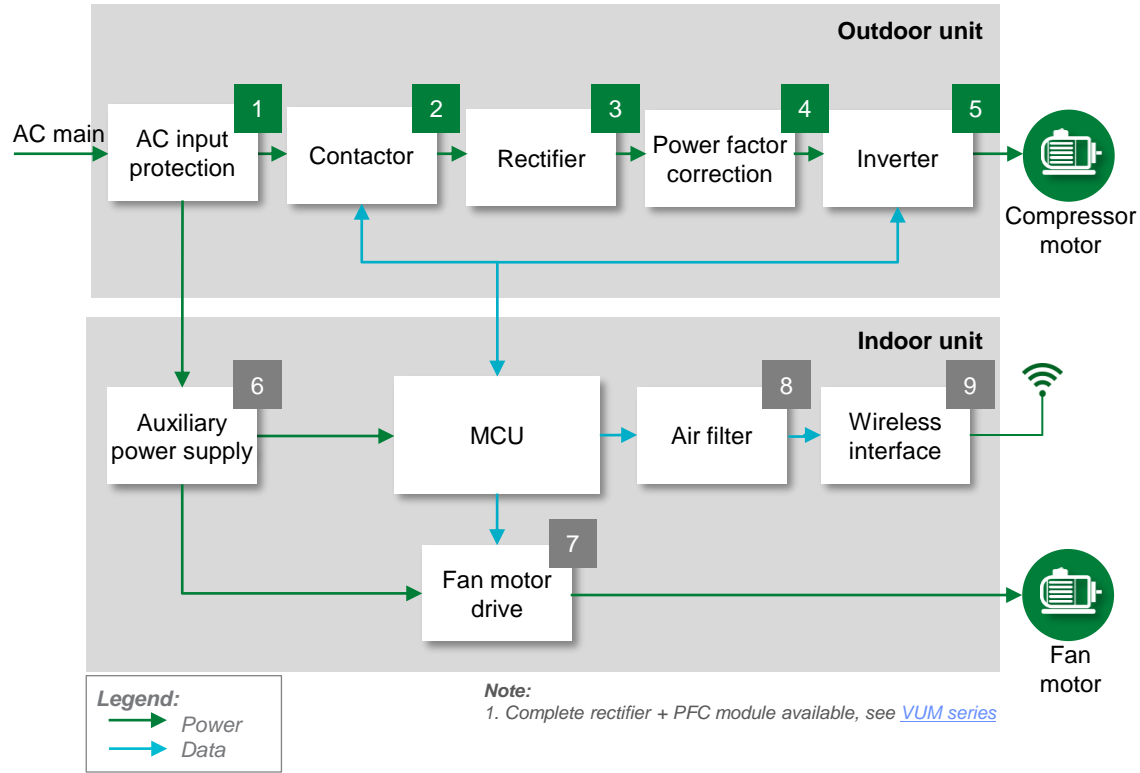 Outdoor unit
1
2
3
4
5
AC main
AC input
protection
Contactor
Rectifier
Power factor
correction
Inverter
Compressor
motor
Indoor unit
6
8
9
Auxiliary
power supply
MCU
Air filter
Wireless
interface
7
Fan motor
drive
Fan
motor
Legend:
Power
Data
Note:
1. Complete rectifier + PFC module available, see VUM series